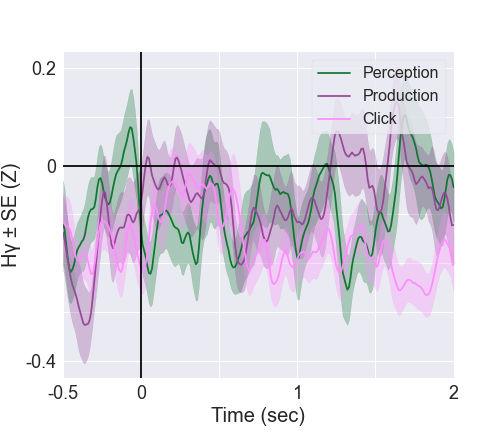 Perception
Production
Click
0.2
0
-0.4
Hγ ± SE (Z)
-0.5
0
1
2
Time (sec)